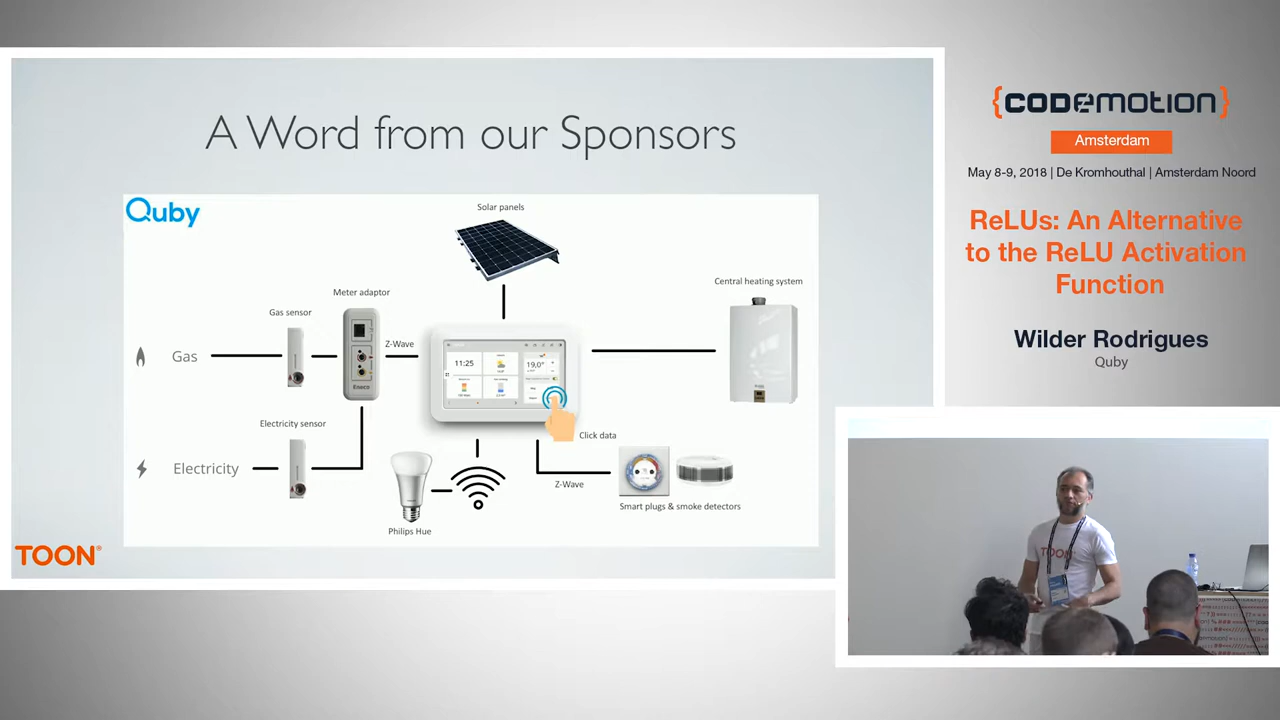 A Word from our Sponsors
Quby
Solar panels
Central heating system
Meter adaptor
Gas sensor
Z-Wave
Gas
11:25
19,0°
Eneco
Electricity sensor
Click data
Electricity
Z-Wave
Smart plugs & smoke detectors
Philips Hue
TOON®
{CODEMOTION}
Amsterdam
May 8-9, 2018 | De Kromhouthal | Amsterdam Noord
ReLUs: An Alternative
to the ReLU Activation
Function
Wilder Rodrigues
Quby
TOON